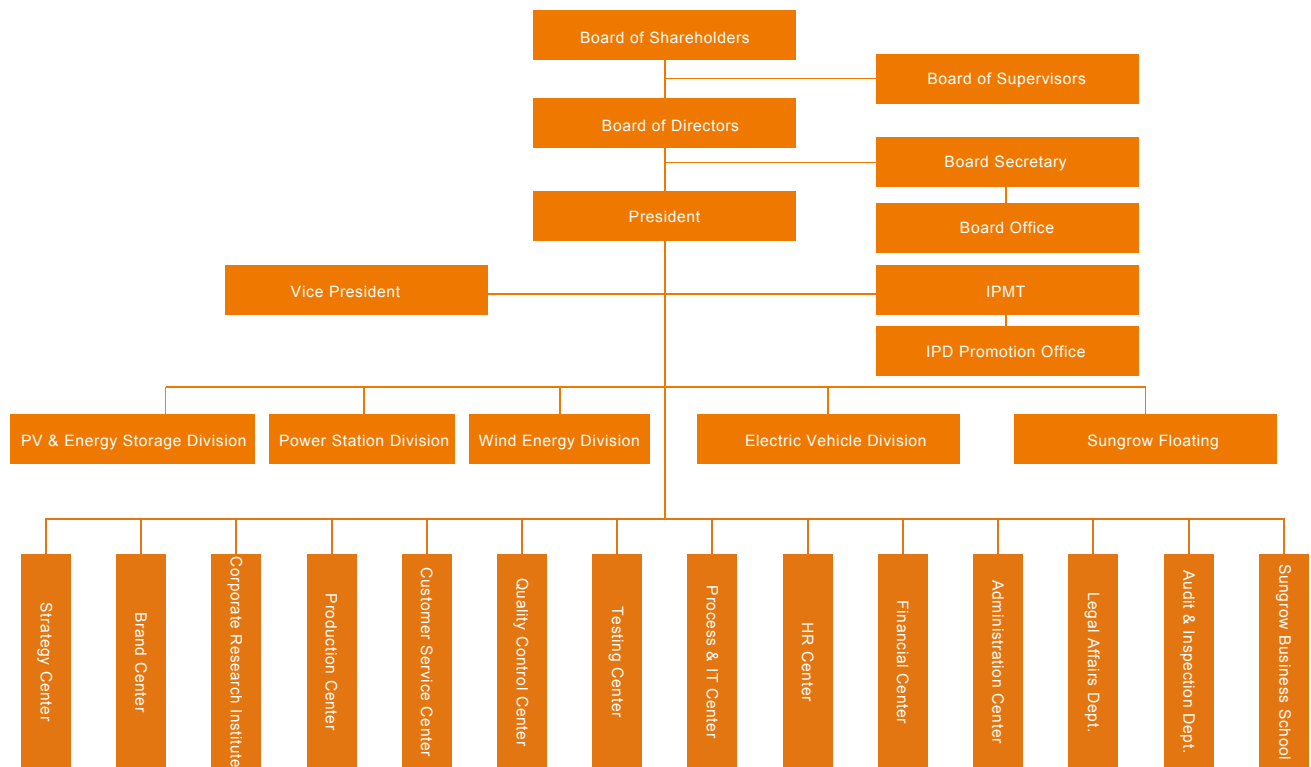 Board of Shareholders
Board of Supervisors
Board of Directors
Board Secretary
President
Board Office
Vice President
IPMT
IPD Promotion Office
PV & Energy Storage Division
Power Station Division
Wind Energy Division
Electric Vehicle Division
Sungrow Floating
Strategy Center
Brand Center
Corporate Research Institute
Production Center
Customer Service Center
Quality Control Center
Testing Center
Process & IT Center
HR Center
Financial Center
Administration Center
Legal Affairs Dept.
Audit & Inspection Dept.
Sungrow Business School